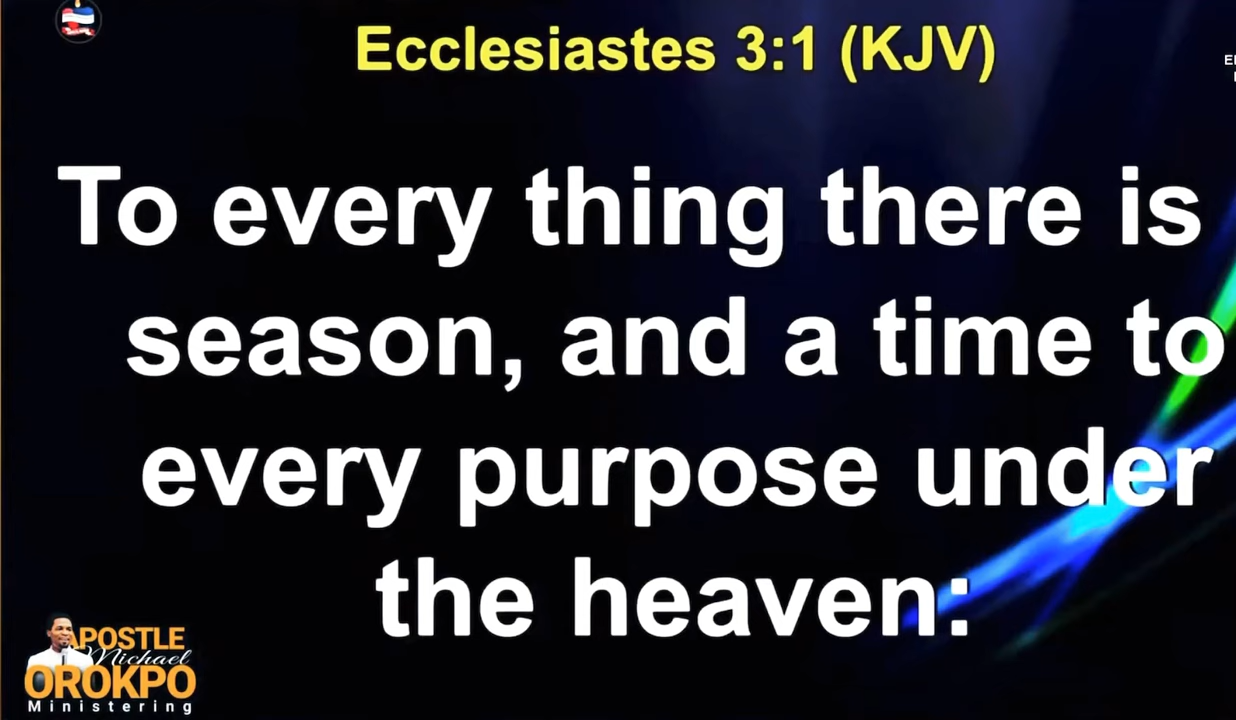 Ecclesiastes 3:1 (KJV)
To every thing there is
season, and a time to
every purpose under
the heaven:
APOSTLE
Michael
OROKPO
Ministering